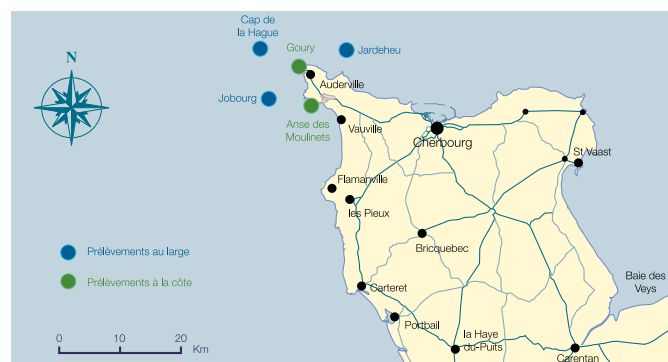 Cap de
la Hague
Goury
Jardeheu
N
Auderville
Jobourg
Anse des
Moulinets
Vauville
Cherbourg
St Vaast
Flamanville
les Pieux
Bricquebec
Prélèvements au large
Prélèvements à la côte
Baie des
Veys
Carteret
Portbail
la Haye
du-Puits
Carentan
0 10 20
Km